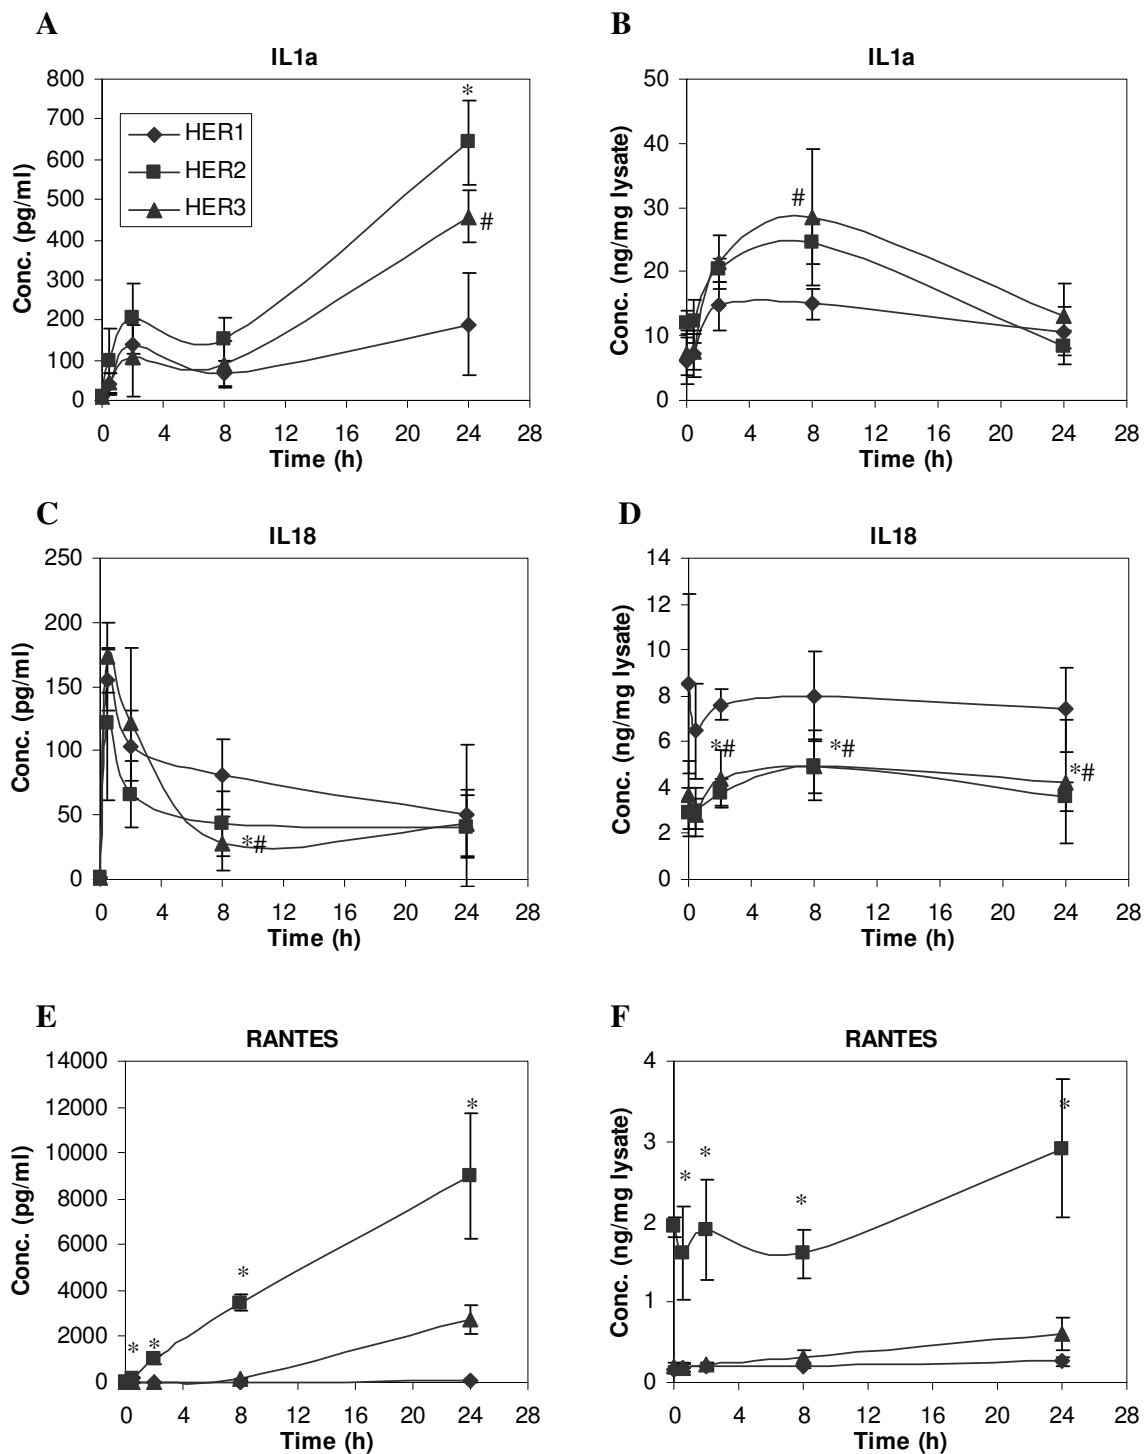 A
IL1a
Conc. (pg/ml)
800
700
600
500
400
300
200
100
0
HER1
HER2
HER3
*
#
0 4 8 12 16 20 24 28
Time (h)
B
IL1a
Conc. (ng/mg lysate)
50
40
30
20
10
0
#
0 4 8 12 16 20 24 28
Time (h)
C
IL18
Conc. (pg/ml)
250
200
150
100
50
0
*#
0 4 8 12 16 20 24 28
Time (h)
D
IL18
Conc. (ng/mg lysate)
14
12
10
8
6
4
2
0
*# *# *#
0 4 8 12 16 20 24 28
Time (h)
E
RANTES
Conc. (pg/ml)
14000
12000
10000
8000
6000
4000
2000
0
* * * *
0 4 8 12 16 20 24 28
Time (h)
F
RANTES
Conc. (ng/mg lysate)
4
3
2
1
0
* * * *
0 4 8 12 16 20 24 28
Time (h)